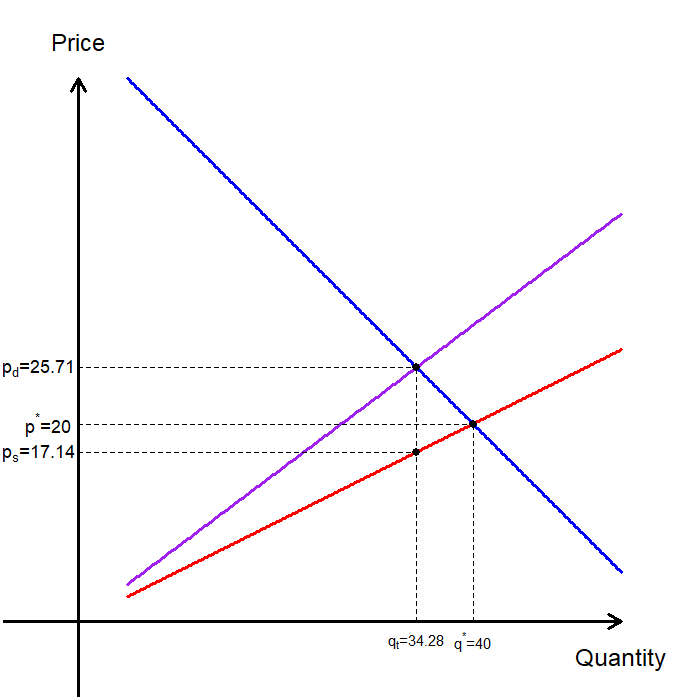 Price
p_d=25.71
p*=20
p_s=17.14
q_t=34.28
q*=40
Quantity